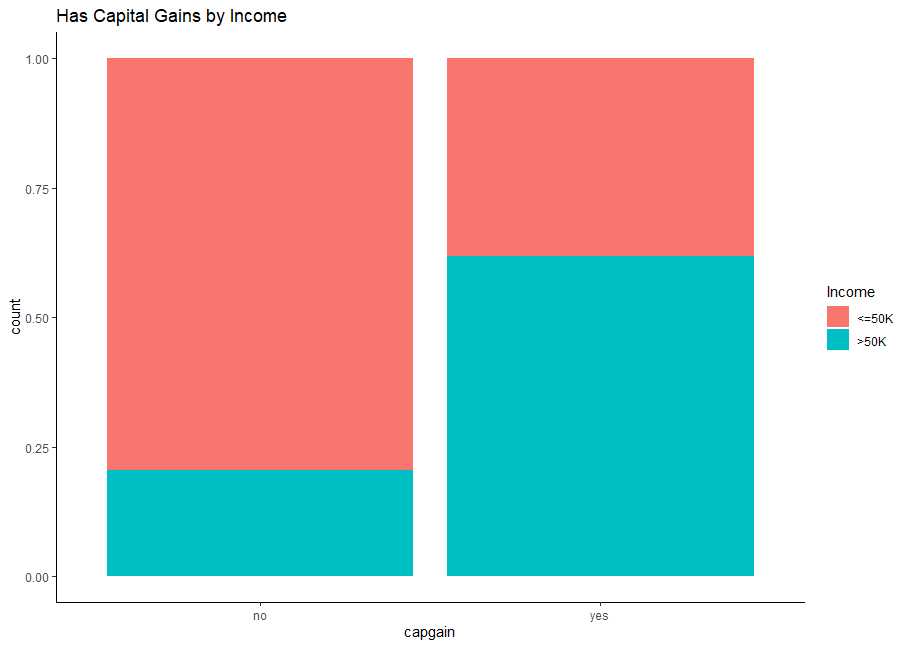 Has Capital Gains by Income
1.00
0.75
0.50
0.25
0.00
count
no
yes
capgain
Income
<=50K
>50K